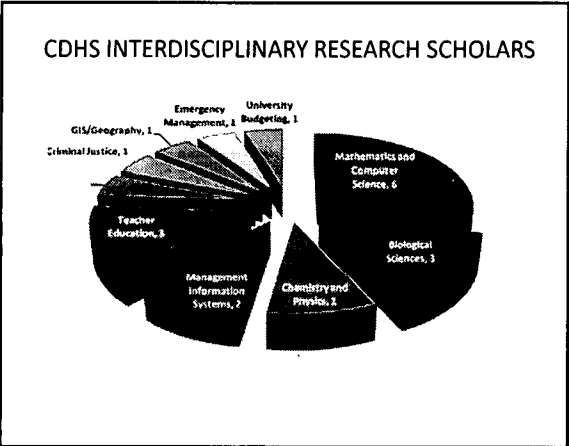 CDHS INTERDISCIPLINARY RESEARCH SCHOLARS
Emergency
Management, 1
University
Budgeting, 1
GIS/Geography, 1
Criminal Justice, 1
Mathematics and
Computer
Science, 6
Teacher
Education, 3
Biological
Sciences, 3
Management
Information
Systems, 2
Chemistry and
Physics, 1